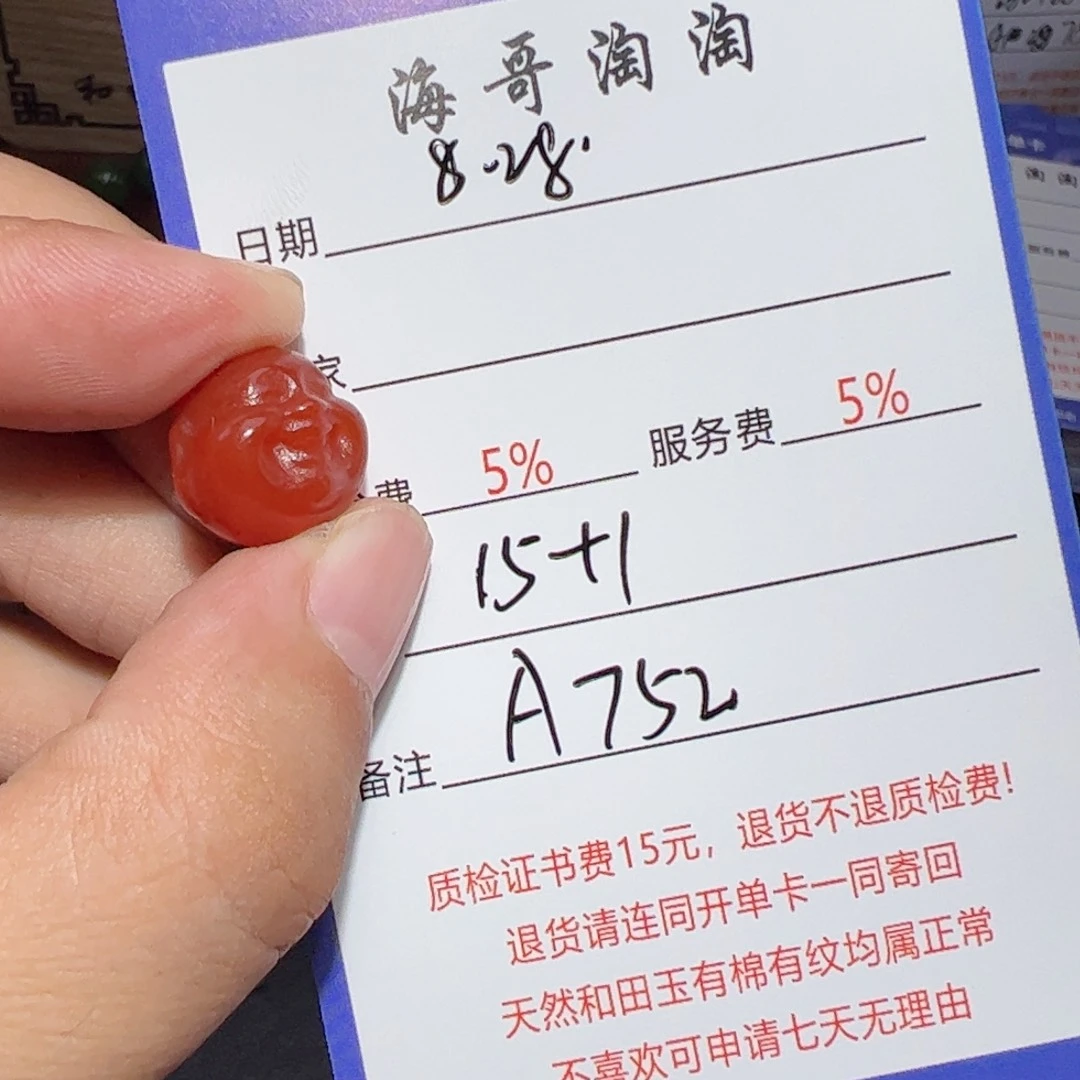 海哥淘淘
8.28.
日期
家
费 5% 服务费 5%
15+1
备注 A752
质检证书费15元，退货不退质检费！
退货请连同开单卡一同寄回
天然和田玉有棉有纹均属正常
不喜欢可申请七天无理由